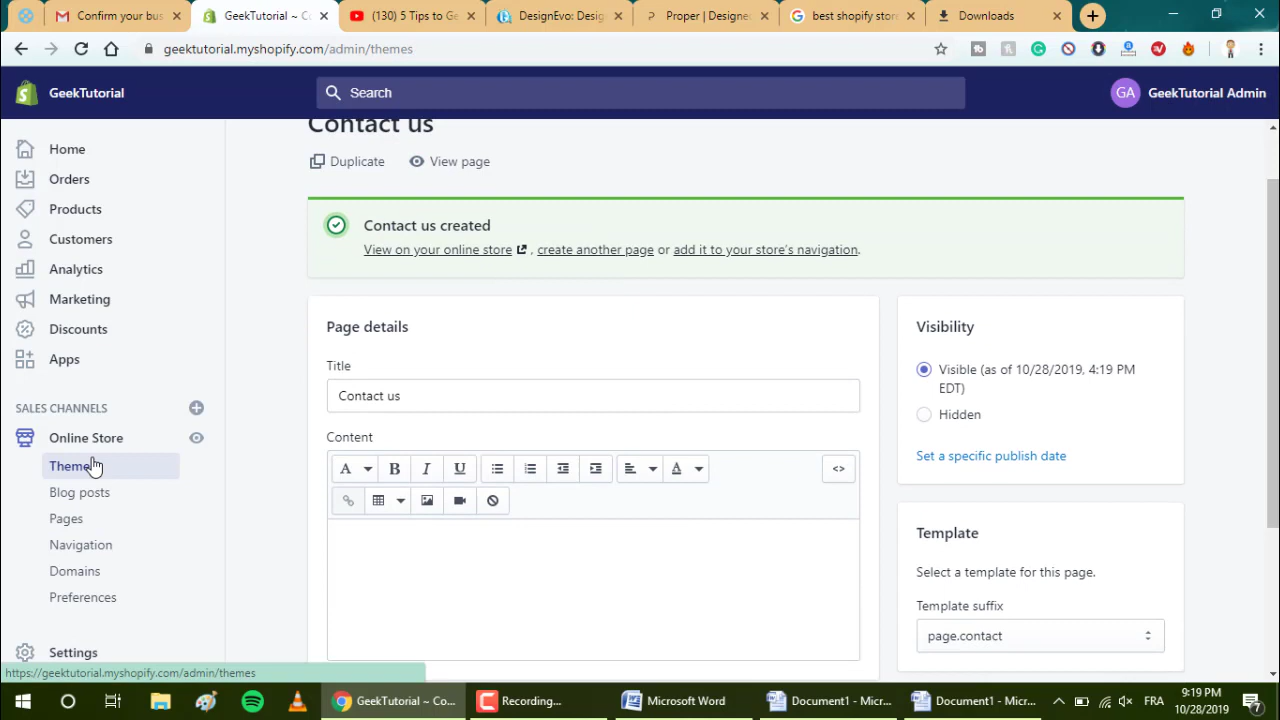 Confirm your bus
GeekTutorial ~ C
(130) 5 Tips to Ge
DesignEvo: Desi
Proper | Designe
best shopify stor
Downloads
geektutorial.myshopify.com/admin/themes
GeekTutorial
Search
GA
GeekTutorial Admin
Contact us
Duplicate
View page
Home
Orders
Products
Customers
Analytics
Marketing
Discounts
Apps
SALES CHANNELS
Online Store
Themes
Blog posts
Pages
Navigation
Domains
Preferences
Settings
Contact us created
View on your online store , create another page or add it to your store's navigation.
Page details
Title
Contact us
Content
A B I U A <>
Visibility
Visible (as of 10/28/2019, 4:19 PM
EDT)
Hidden
Set a specific publish date
Template
Select a template for this page.
Template suffix
page.contact
https://geektutorial.myshopify.com/admin/themes
GeekTutorial ~ Co...
Recording...
Microsoft Word
Document1 - Micr...
Document1 - Micr...
FRA
9:19 PM
10/28/2019
7